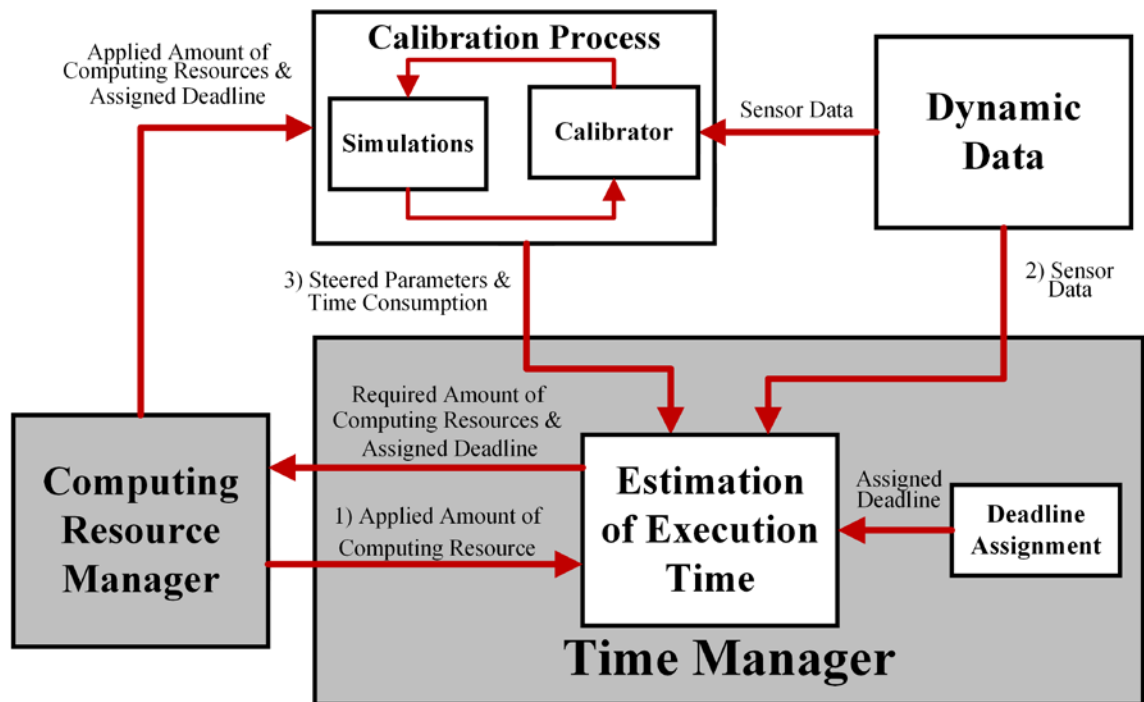 Applied Amount of
Computing Resources &
Assigned Deadline
Calibration Process
Simulations
Calibrator
Sensor Data
Dynamic
Data
3) Steered Parameters &
Time Consumption
2) Sensor
Data
Required Amount of
Computing Resources &
Assigned Deadline
1) Applied Amount of
Computing Resource
Computing
Resource
Manager
Estimation
of Execution
Time
Assigned
Deadline
Deadline
Assignment
Time Manager